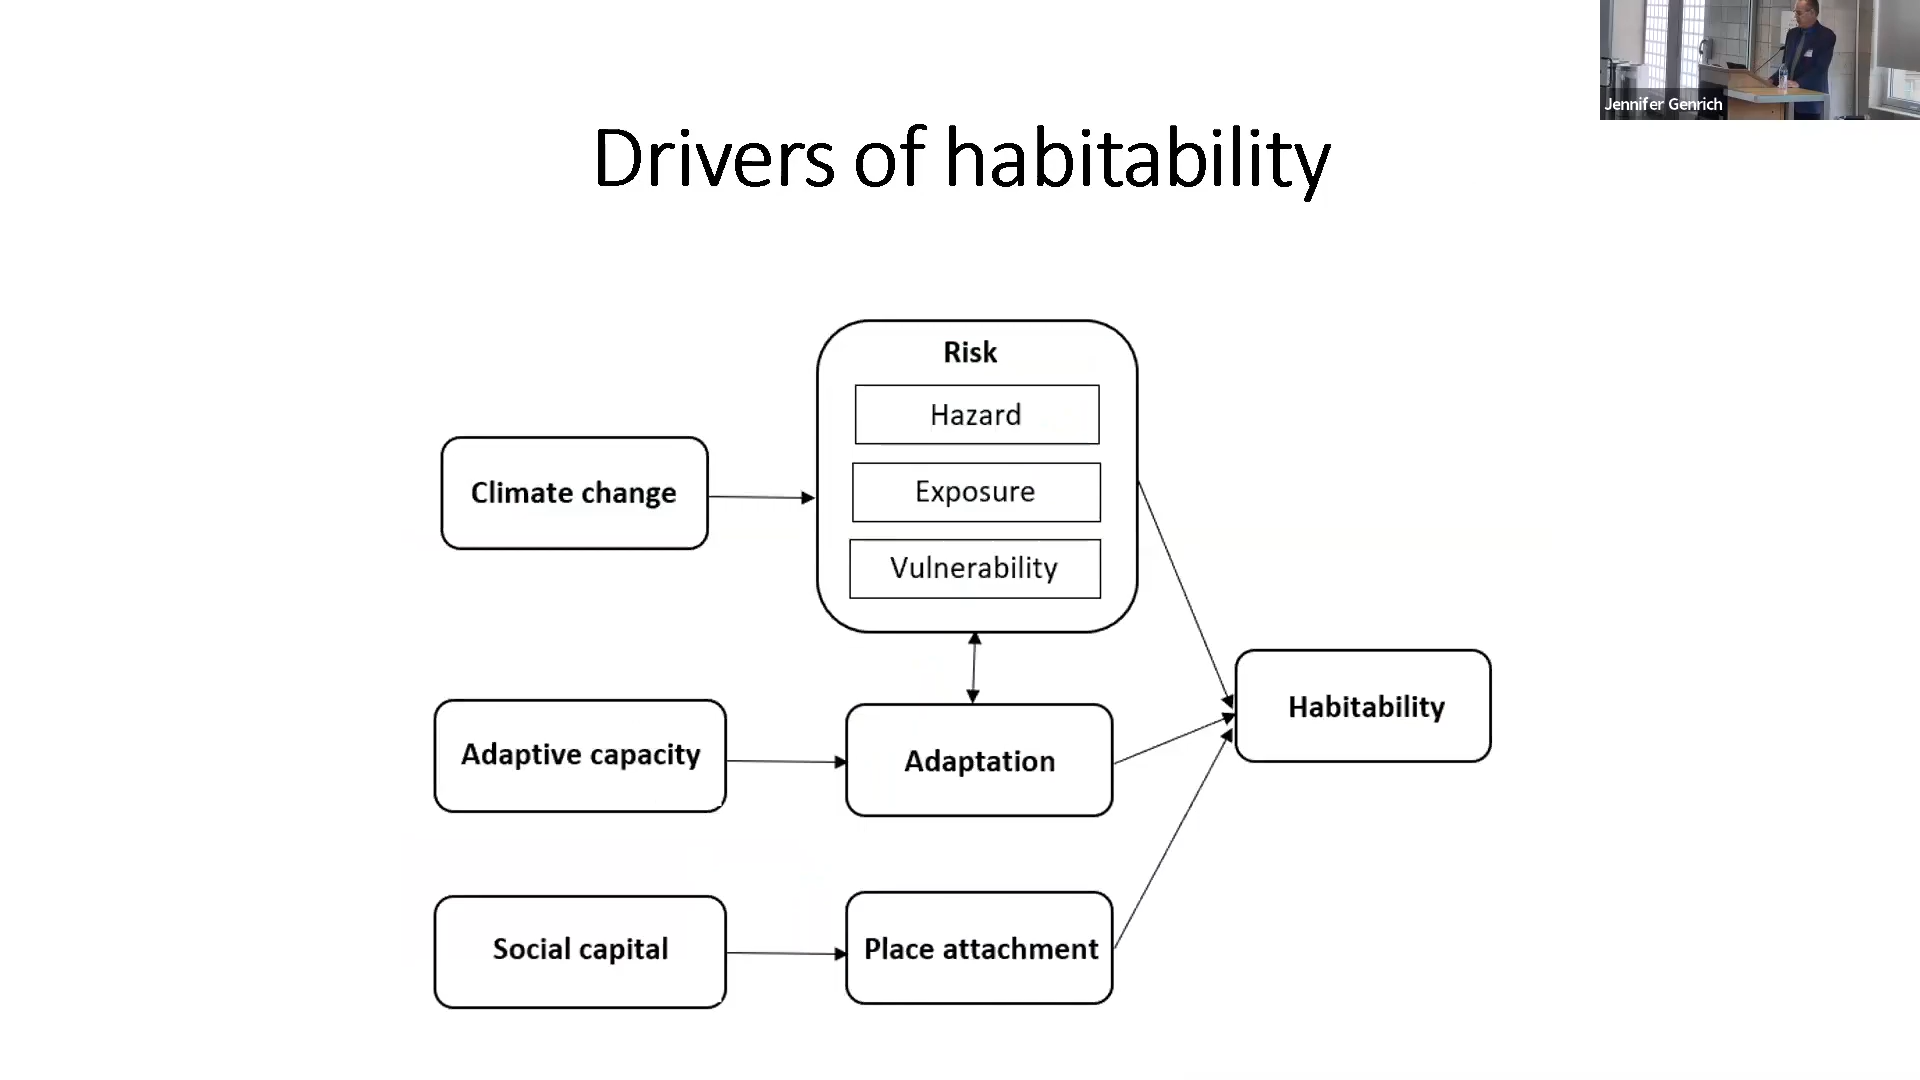 Jennifer Genrich
Drivers of habitability
Risk
Hazard
Climate change
Exposure
Vulnerability
Habitability
Adaptive capacity
Adaptation
Social capital
Place attachment